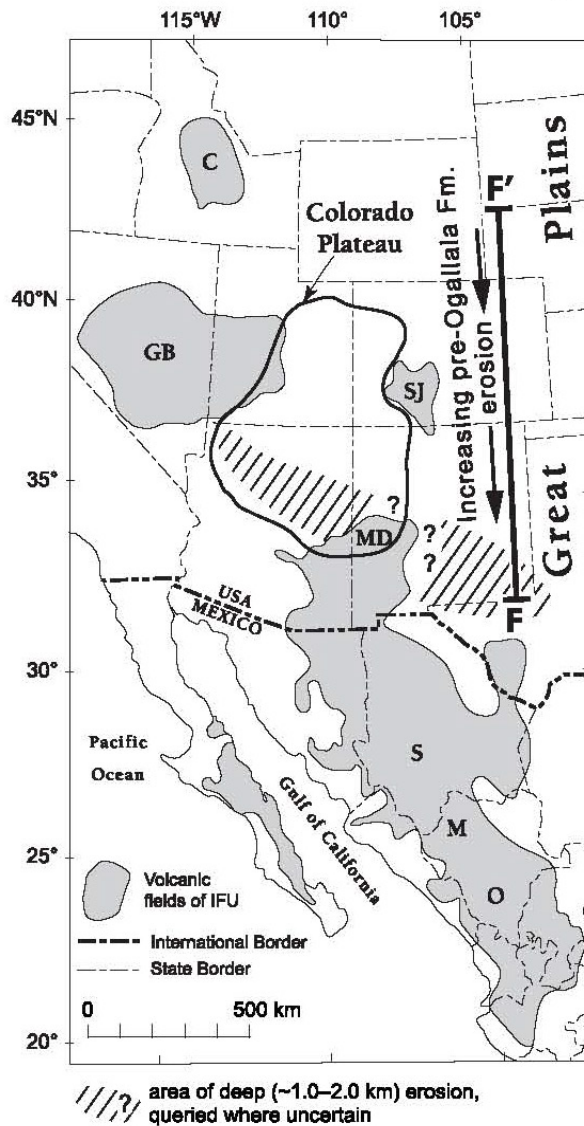 115°W 110° 105°
45°N
C
F'
Plains
Colorado
Plateau
Increasing pre-Ogallala Fm.
erosion
40°N
GB
SJ
35°
?
MD
?
?
Great
USA
MEXICO
F
30°
Pacific
Ocean
Gulf of California
S
M
25°
O
Volcanic
fields of IFU
International Border
State Border
0 500 km
20°
?
area of deep (~1.0–2.0 km) erosion,
queried where uncertain